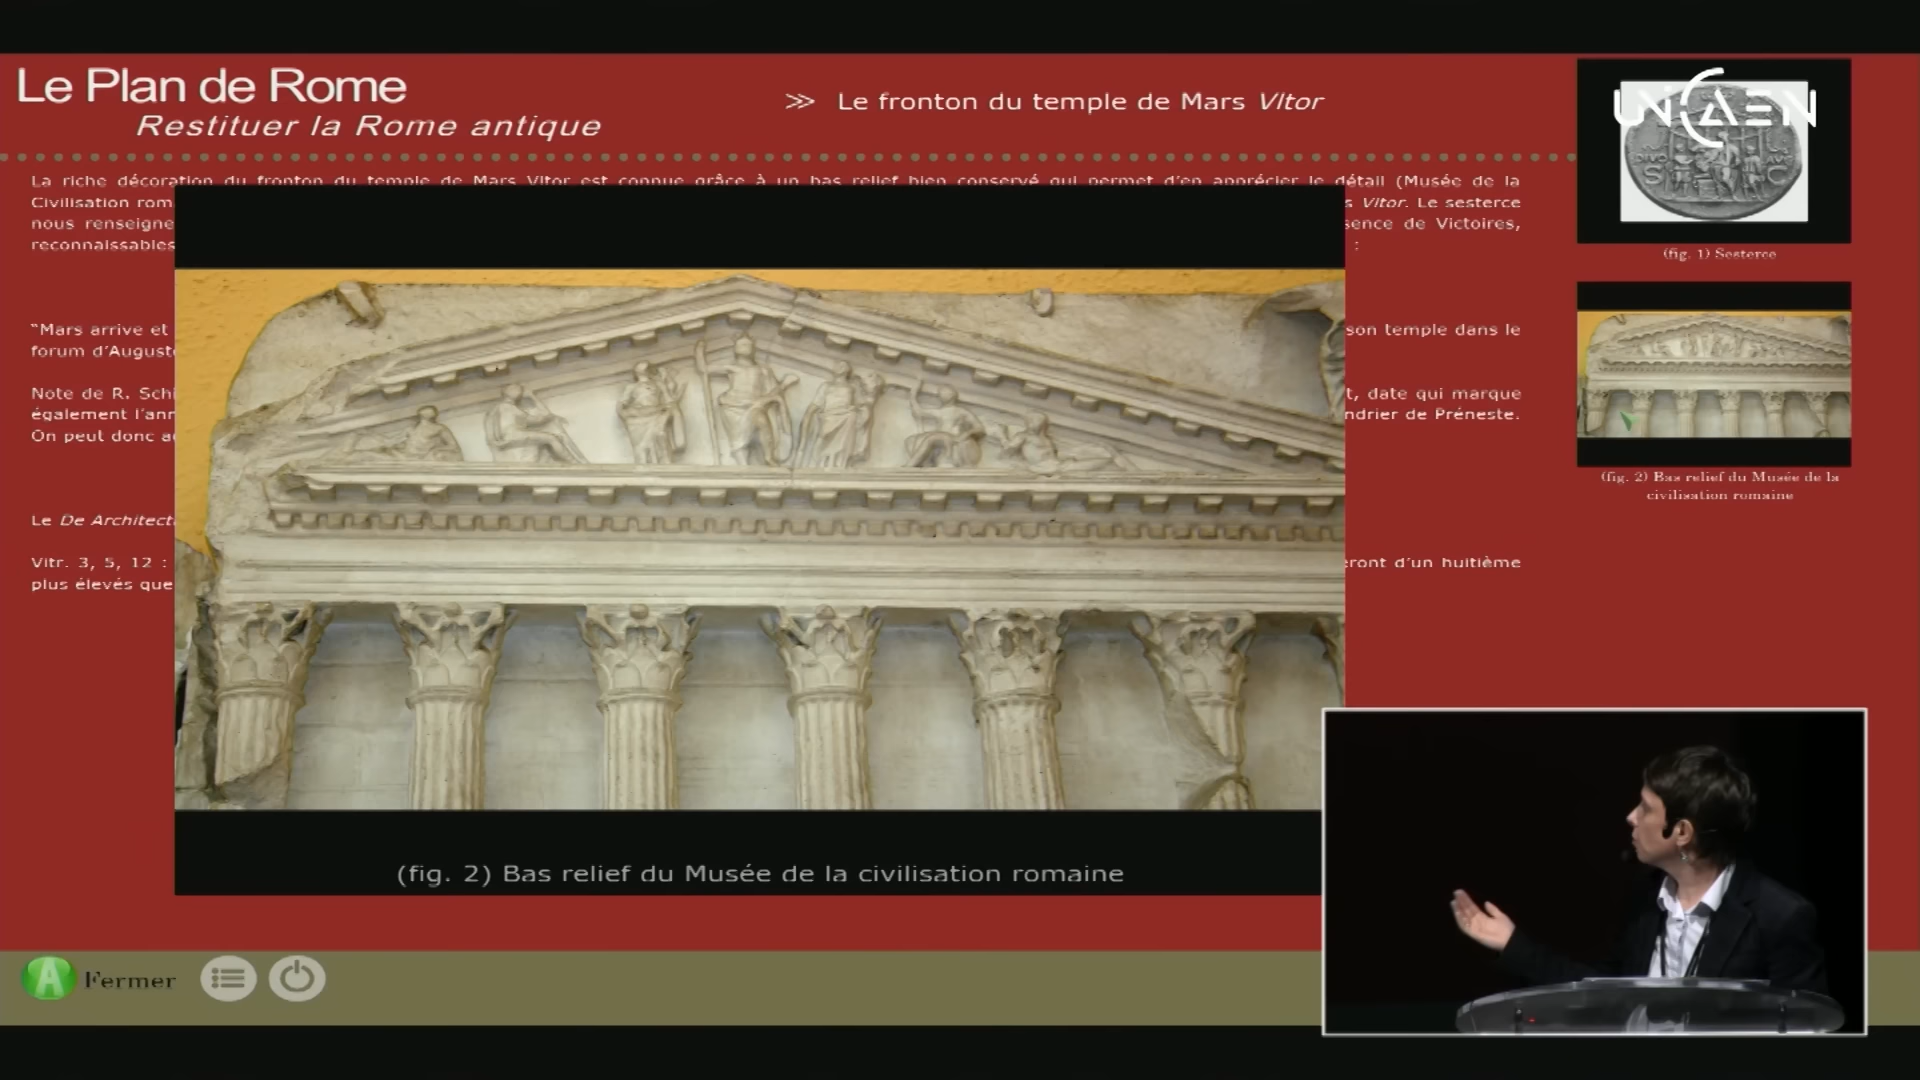 Le Plan de Rome
Restituer la Rome antique
>> Le fronton du temple de Mars Vltor
UNICAEN
La riche décoration du fronton du temple de Mars Vltor est connue grâce à un bas relief bien conservé qui permet d'en apprécier le détail (Musée de la
Civilisation rom
s Vltor. Le sesterce
nous renseigne
sence de Victoires,
reconnaissables
:
"Mars arrive et
son temple dans le
forum d'Auguste
Note de R. Schi
t, date qui marque
également l'ann
ndrier de Préneste.
On peut donc a
Le De Architect
Vitr. 3, 5, 12 :
eront d'un huitième
plus élevés que
(fig. 2) Bas relief du Musée de la civilisation romaine
DIVO
S
C
(fig. 1) Sesterce
(fig. 2) Bas relief du Musée de la
civilisation romaine
A Fermer